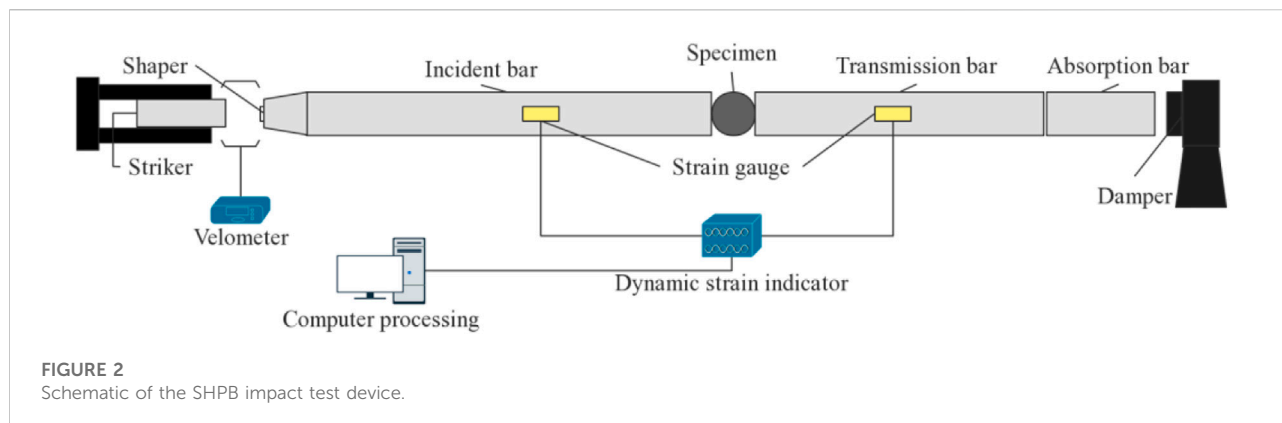 Shaper
Incident bar
Specimen
Transmission bar
Absorption bar
Striker
Strain gauge
Damper
Velometer
Dynamic strain indicator
Computer processing
FIGURE 2
Schematic of the SHPB impact test device.